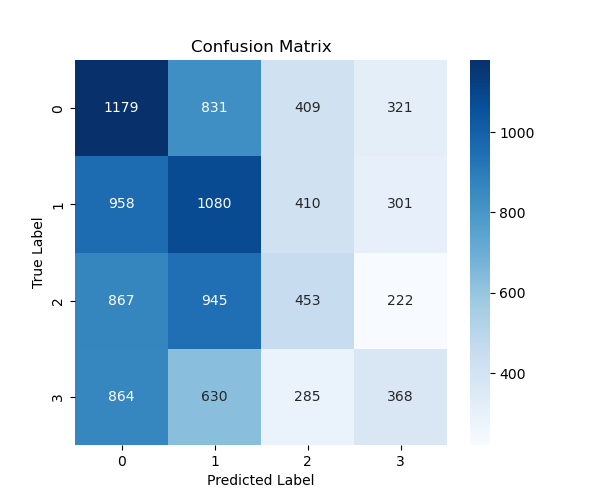 Confusion Matrix
0 1179 831 409 321
1 958 1080 410 301
2 867 945 453 222
3 864 630 285 368
0 1 2 3
True Label
Predicted Label
1000
800
600
400